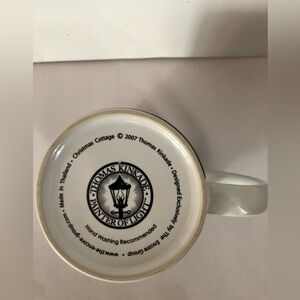 Christmas Cottage © 2007 Thomas Kinkade • Designed Exclusively by The Encore Group • www.the-encore-group.com • Made in Thailand •
THOMAS KINKADE
PAINTER OF LIGHT
Hand Washing Recommended